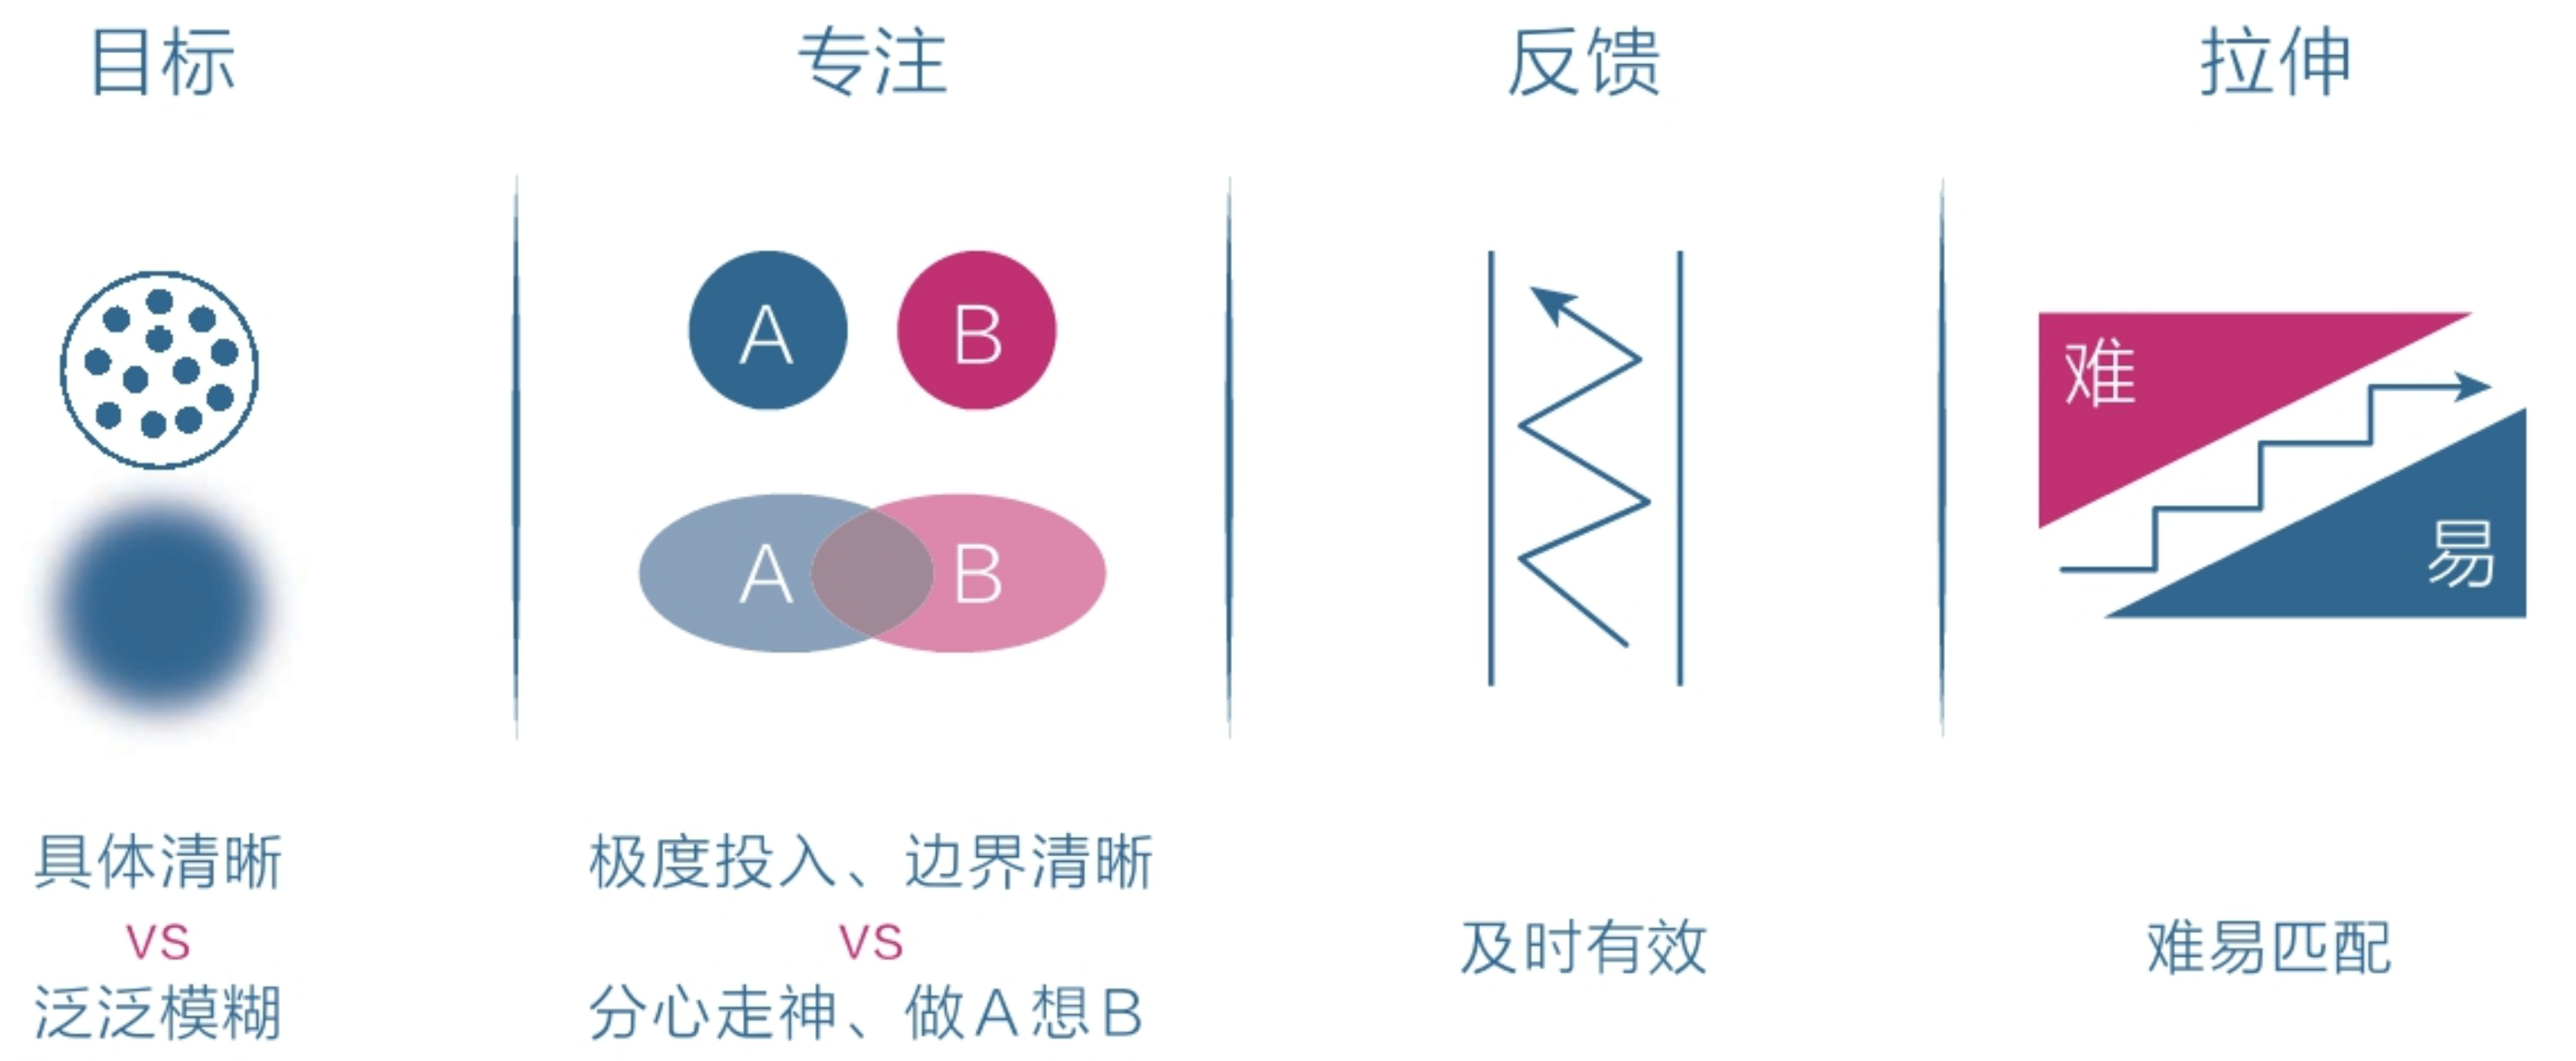 目标
专注
反馈
拉伸
A
B
A
B
难
易
具体清晰
vs
泛泛模糊
极度投入、边界清晰
vs
分心走神、做A想B
及时有效
难易匹配